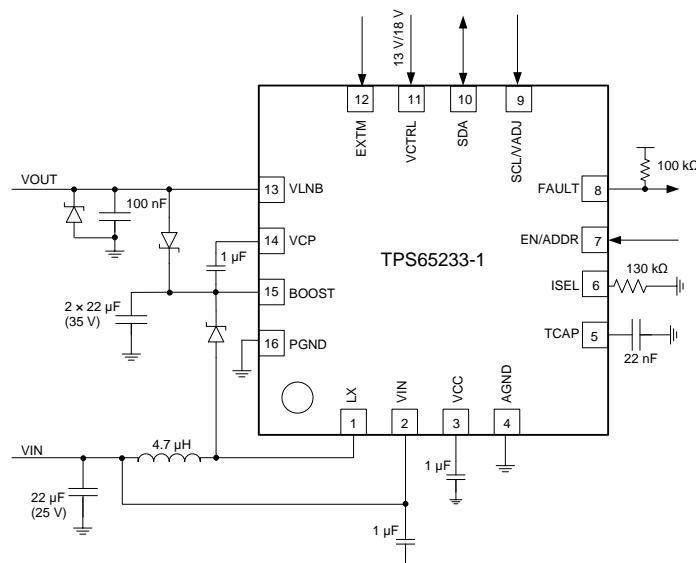 13 V/18 V
12
11
10
9
EXTM
VCTRL
SDA
SCL/VADJ
VOUT
100 nF
13
VLNB
14
VCP
1 µF
15
BOOST
2 × 22 µF
(35 V)
16
PGND
TPS65233-1
FAULT
8
100 kΩ
EN/ADDR
7
ISEL
6
130 kΩ
TCAP
5
22 nF
LX
VIN
VCC
AGND
1
2
3
4
VIN
4.7 µH
22 µF
(25 V)
1 µF
1 µF